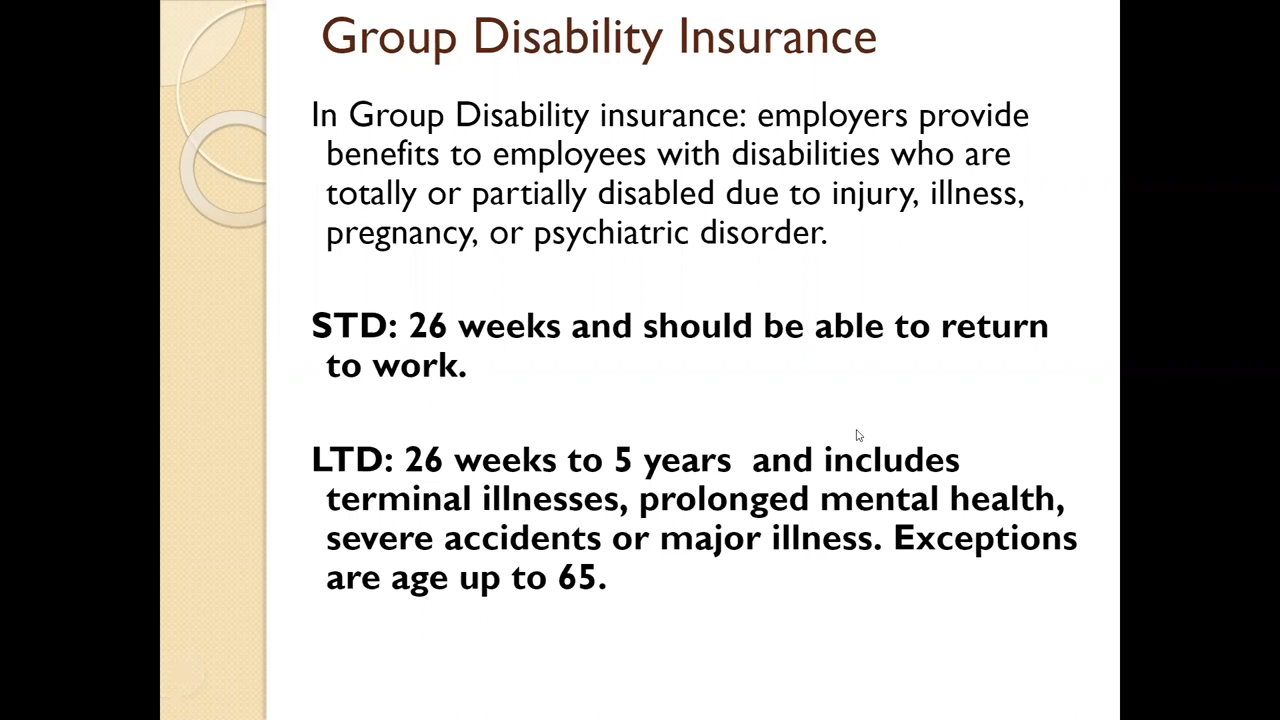 Group Disability Insurance
In Group Disability insurance: employers provide
benefits to employees with disabilities who are
totally or partially disabled due to injury, illness,
pregnancy, or psychiatric disorder.
STD: 26 weeks and should be able to return
to work.
LTD: 26 weeks to 5 years  and includes
terminal illnesses, prolonged mental health,
severe accidents or major illness. Exceptions
are age up to 65.